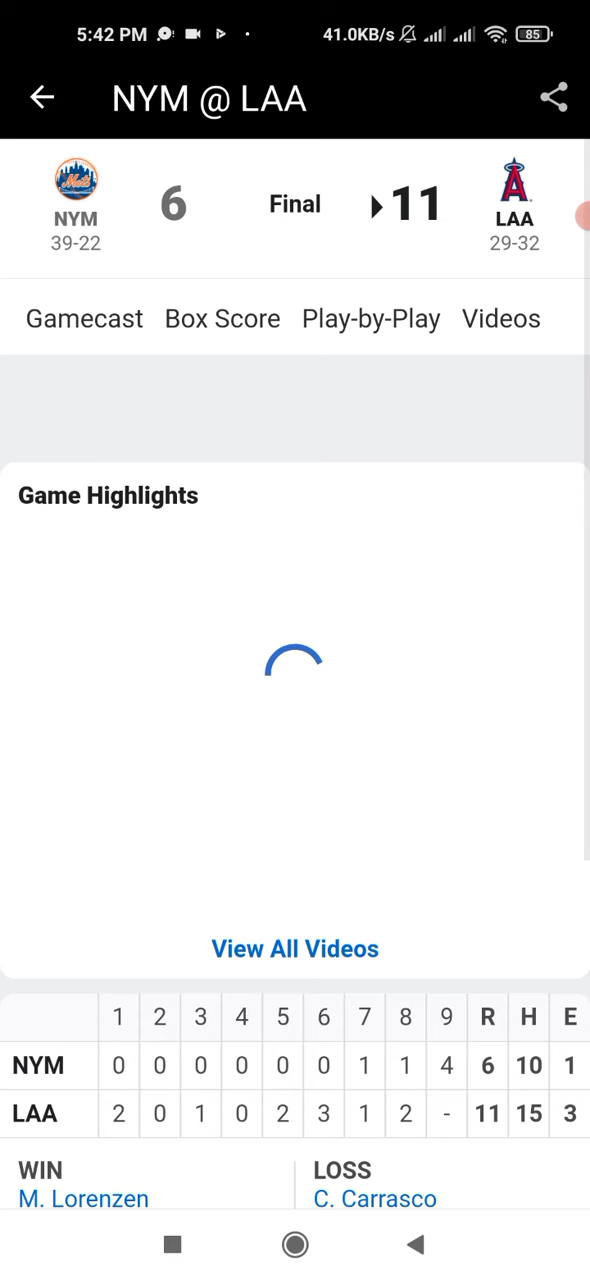 5:42 PM 41.0KB/s 85
NYM @ LAA
Mets
NYM 6 Final 11 LAA
39-22 29-32
Gamecast Box Score Play-by-Play Videos
Game Highlights
View All Videos
1 2 3 4 5 6 7 8 9 R H E
NYM 0 0 0 0 0 0 1 1 4 6 10 1
LAA 2 0 1 0 2 3 1 2 - 11 15 3
WIN LOSS
M. Lorenzen C. Carrasco